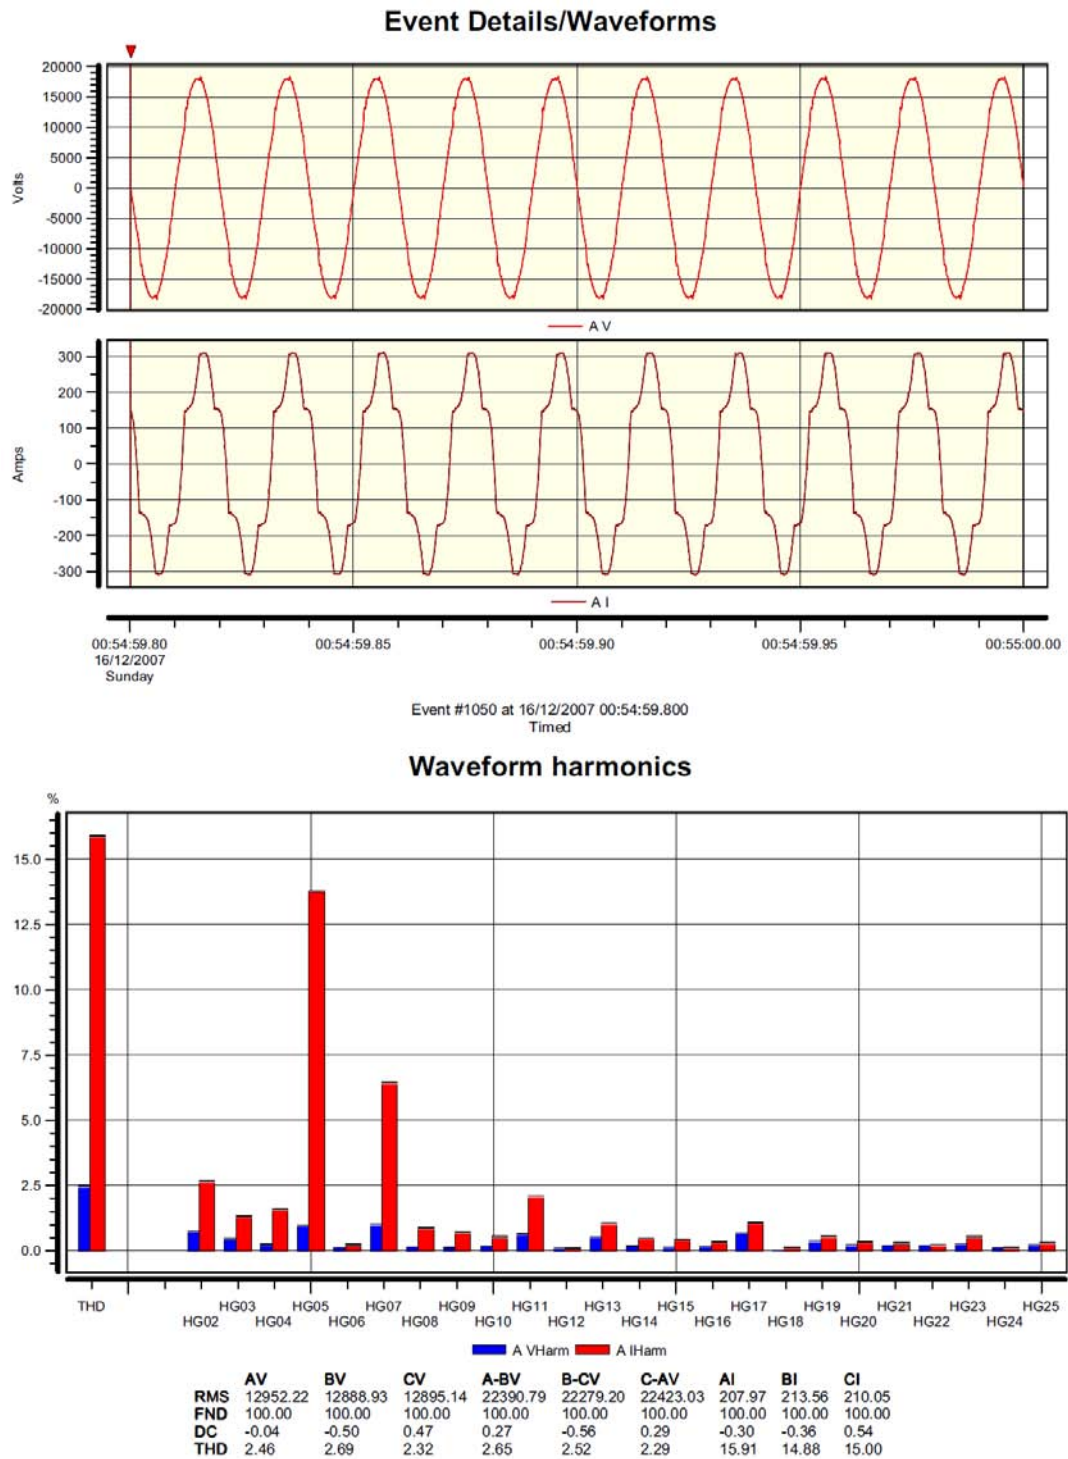 Event Details/Waveforms
20000
15000
10000
5000
0
-5000
-10000
-15000
-20000
Volts
A V
300
200
100
0
-100
-200
-300
Amps
A I
00:54:59.80 00:54:59.85 00:54:59.90 00:54:59.95 00:55:00.00
16/12/2007
Sunday
Event #1050 at 16/12/2007 00:54:59.800
Timed
Waveform harmonics
%
15.0
12.5
10.0
7.5
5.0
2.5
0.0
THD HG03 HG05 HG07 HG09 HG11 HG13 HG15 HG17 HG19 HG21 HG23 HG25
HG02 HG04 HG06 HG08 HG10 HG12 HG14 HG16 HG18 HG20 HG22 HG24
A VHarm A IHarm
AV BV CV A-BV B-CV C-AV AI BI CI
RMS 12952.22 12888.93 12895.14 22390.79 22279.20 22423.03 207.97 213.56 210.05
FND 100.00 100.00 100.00 100.00 100.00 100.00 100.00 100.00 100.00
DC -0.04 -0.50 0.47 0.27 -0.56 0.29 -0.30 -0.36 0.54
THD 2.46 2.69 2.32 2.65 2.52 2.29 15.91 14.88 15.00